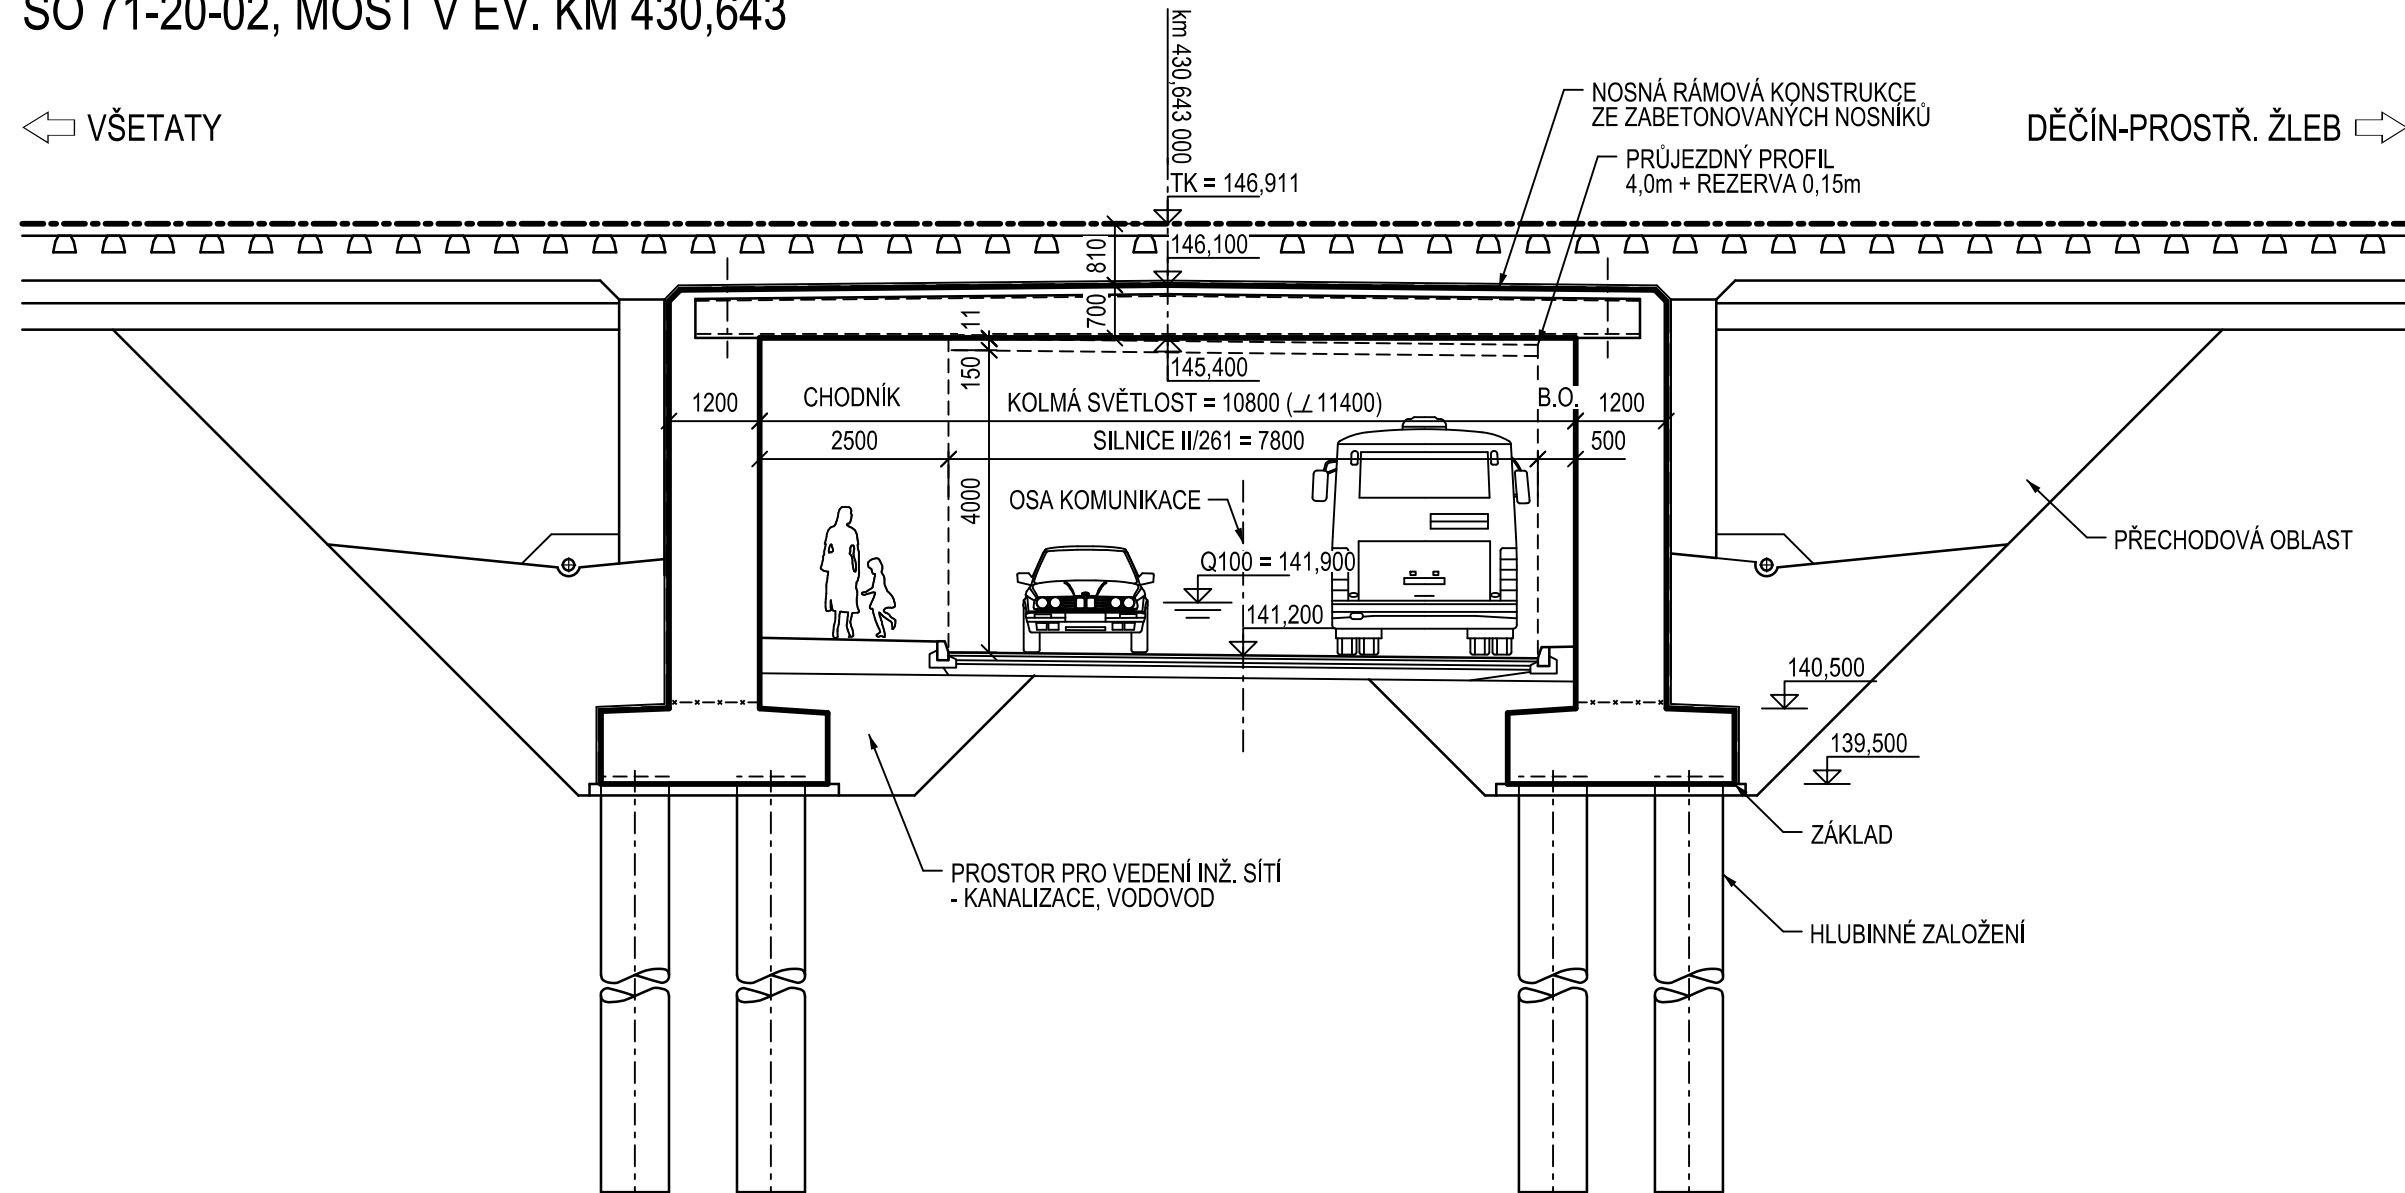 SO 71-20-02, MOST V EV. KM 430,643
km 430,643 000
VŠETATY
NOSNÁ RÁMOVÁ KONSTRUKCE
ZE ZABETONOVANÝCH NOSNÍKŮ
DĚČÍN-PROSTŘ. ŽLEB
PRŮJEZDNÝ PROFIL
4,0m + REZERVA 0,15m
TK = 146,911
810
146,100
700
11
150
145,400
1200
CHODNÍK
KOLMÁ SVĚTLOST = 10800 (⦟ 11400)
B.O.
1200
2500
SILNICE II/261 = 7800
500
4000
OSA KOMUNIKACE
Q100 = 141,900
141,200
PŘECHODOVÁ OBLAST
140,500
139,500
ZÁKLAD
PROSTOR PRO VEDENÍ INŽ. SÍTÍ
- KANALIZACE, VODOVOD
HLUBINNÉ ZALOŽENÍ